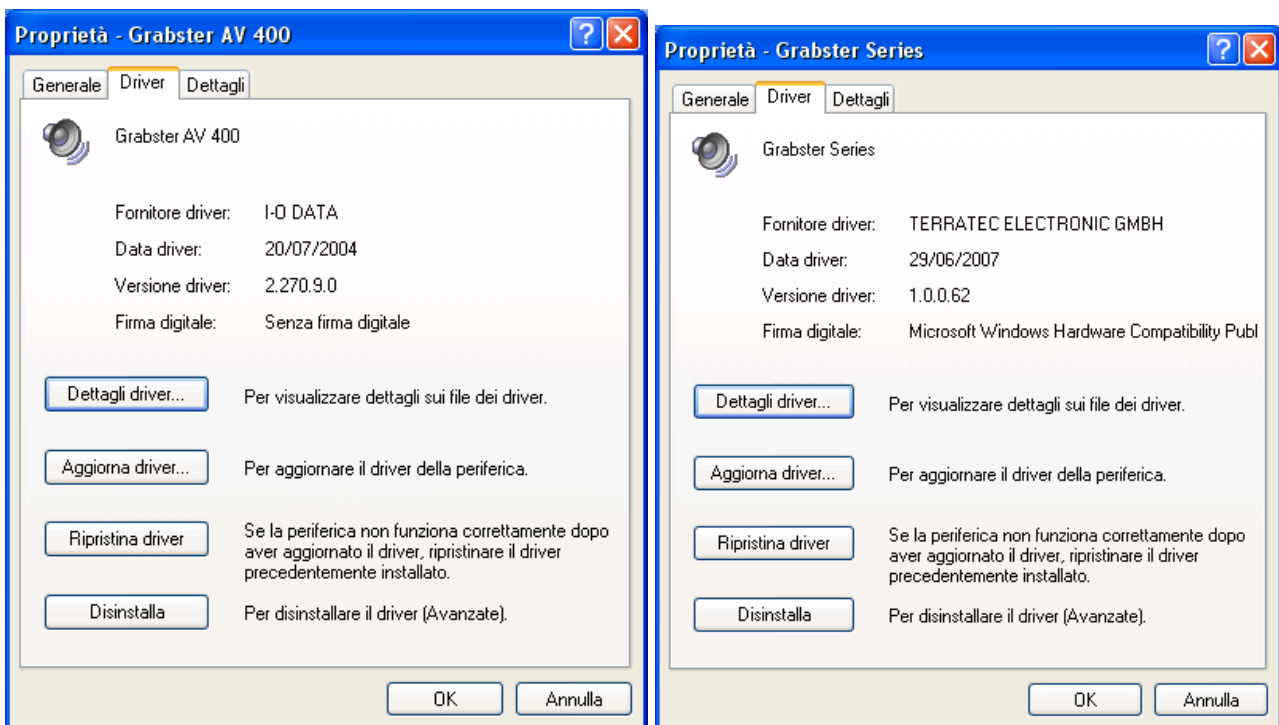 Proprietà - Grabster AV 400
Generale Driver Dettagli
Grabster AV 400
Fornitore driver: I-O DATA
Data driver: 20/07/2004
Versione driver: 2.270.9.0
Firma digitale: Senza firma digitale
Dettagli driver... Per visualizzare dettagli sui file dei driver.
Aggiorna driver... Per aggiornare il driver della periferica.
Ripristina driver Se la periferica non funziona correttamente dopo
aver aggiornato il driver, ripristinare il driver
precedentemente installato.
Disinstalla Per disinstallare il driver (Avanzate).
OK Annulla
Proprietà - Grabster Series
Generale Driver Dettagli
Grabster Series
Fornitore driver: TERRATEC ELECTRONIC GMBH
Data driver: 29/06/2007
Versione driver: 1.0.0.62
Firma digitale: Microsoft Windows Hardware Compatibility Publ
Dettagli driver... Per visualizzare dettagli sui file dei driver.
Aggiorna driver... Per aggiornare il driver della periferica.
Ripristina driver Se la periferica non funziona correttamente dopo
aver aggiornato il driver, ripristinare il driver
precedentemente installato.
Disinstalla Per disinstallare il driver (Avanzate).
OK Annulla